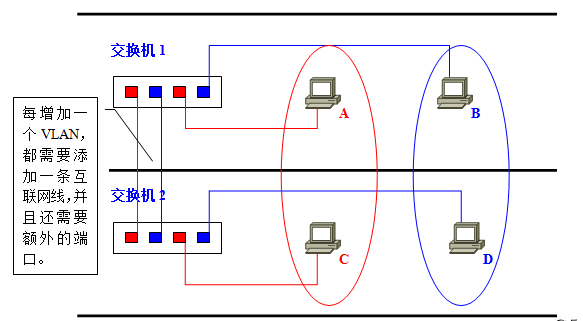 交换机 1
A
B
每增加一
个 VLAN，
都需要添
加一条互
联网线，并
且还需要
额外的端
口。
交换机 2
C
D